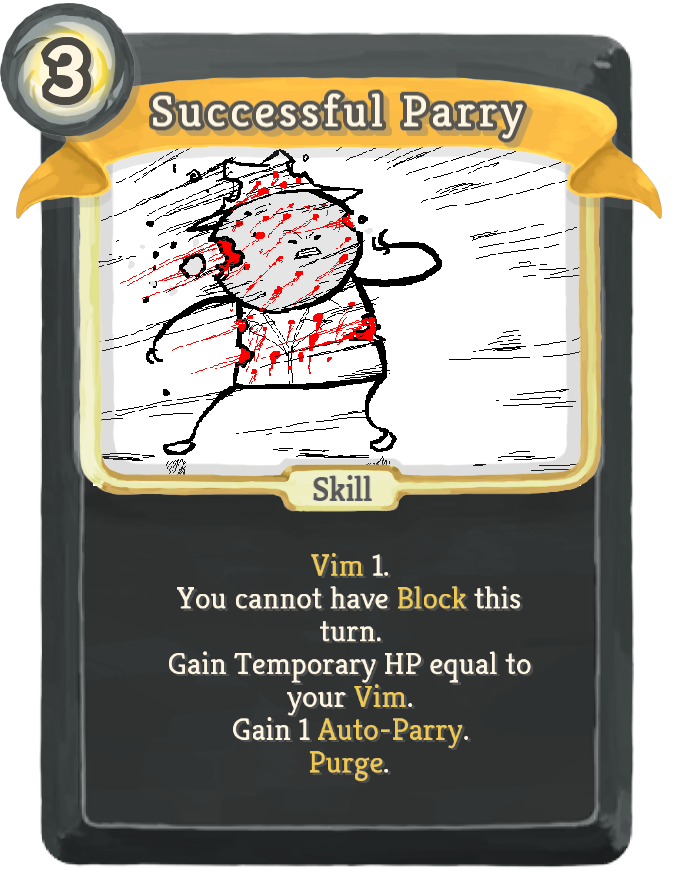 3
Successful Parry
Skill
Vim 1.
You cannot have Block this
turn.
Gain Temporary HP equal to
your Vim.
Gain 1 Auto-Parry.
Purge.